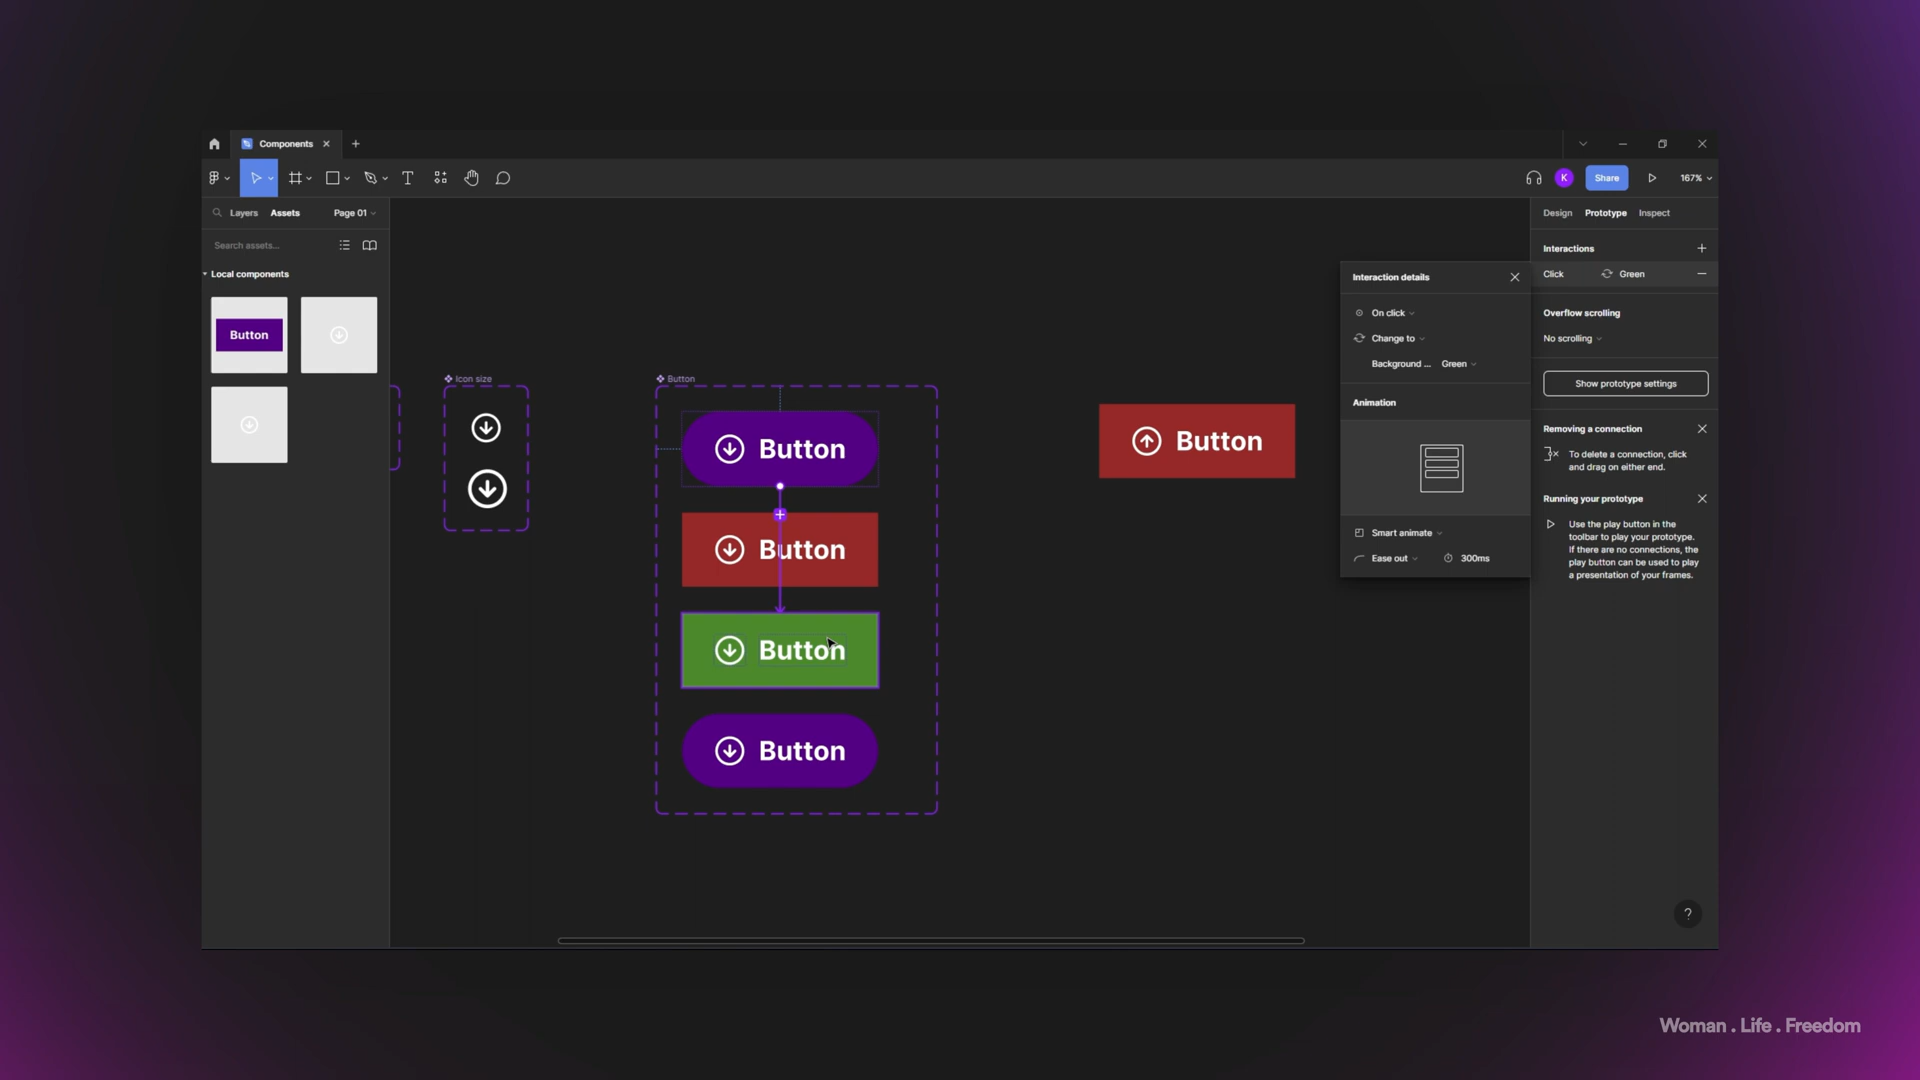 Components
K
Share
167%
Layers
Assets
Page 01
Design
Prototype
Inspect
Search assets...
Local components
Button
Icon size
Button
Button
Button
Button
Button
Button
Interaction details
On click
Change to
Background ...
Green
Animation
Smart animate
Ease out
300ms
Interactions
Click
Green
Overflow scrolling
No scrolling
Show prototype settings
Removing a connection
To delete a connection, click
and drag on either end.
Running your prototype
Use the play button in the
toolbar to play your prototype.
If there are no connections, the
play button can be used to play
a presentation of your frames.
?
Woman . Life . Freedom